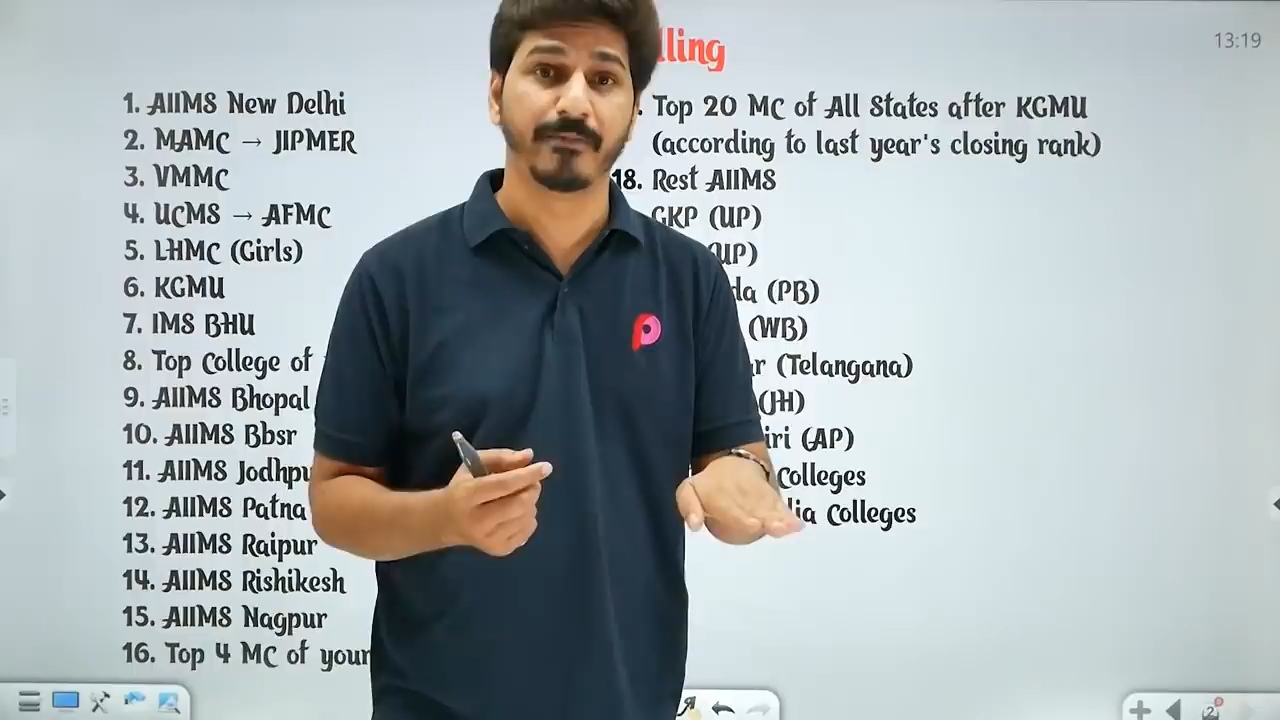 lling
13:19
1. AIIMS New Delhi
2. MAMC → JIPMER
3. VMMC
4. UCMS → AFMC
5. LHMC (Girls)
6. KGMU
7. IMS BHU
8. Top College of
9. AIIMS Bhopal
10. AIIMS Bbsr
11. AIIMS Jodhpu
12. AIIMS Patna
13. AIIMS Raipur
14. AIIMS Rishikesh
15. AIIMS Nagpur
16. Top 4 MC of your
. Top 20 MC of All States after KGMU
(according to last year's closing rank)
18. Rest AIIMS
GKP (UP)
(UP)
da (PB)
(WB)
ar (Telangana)
(JH)
iri (AP)
Colleges
dia Colleges